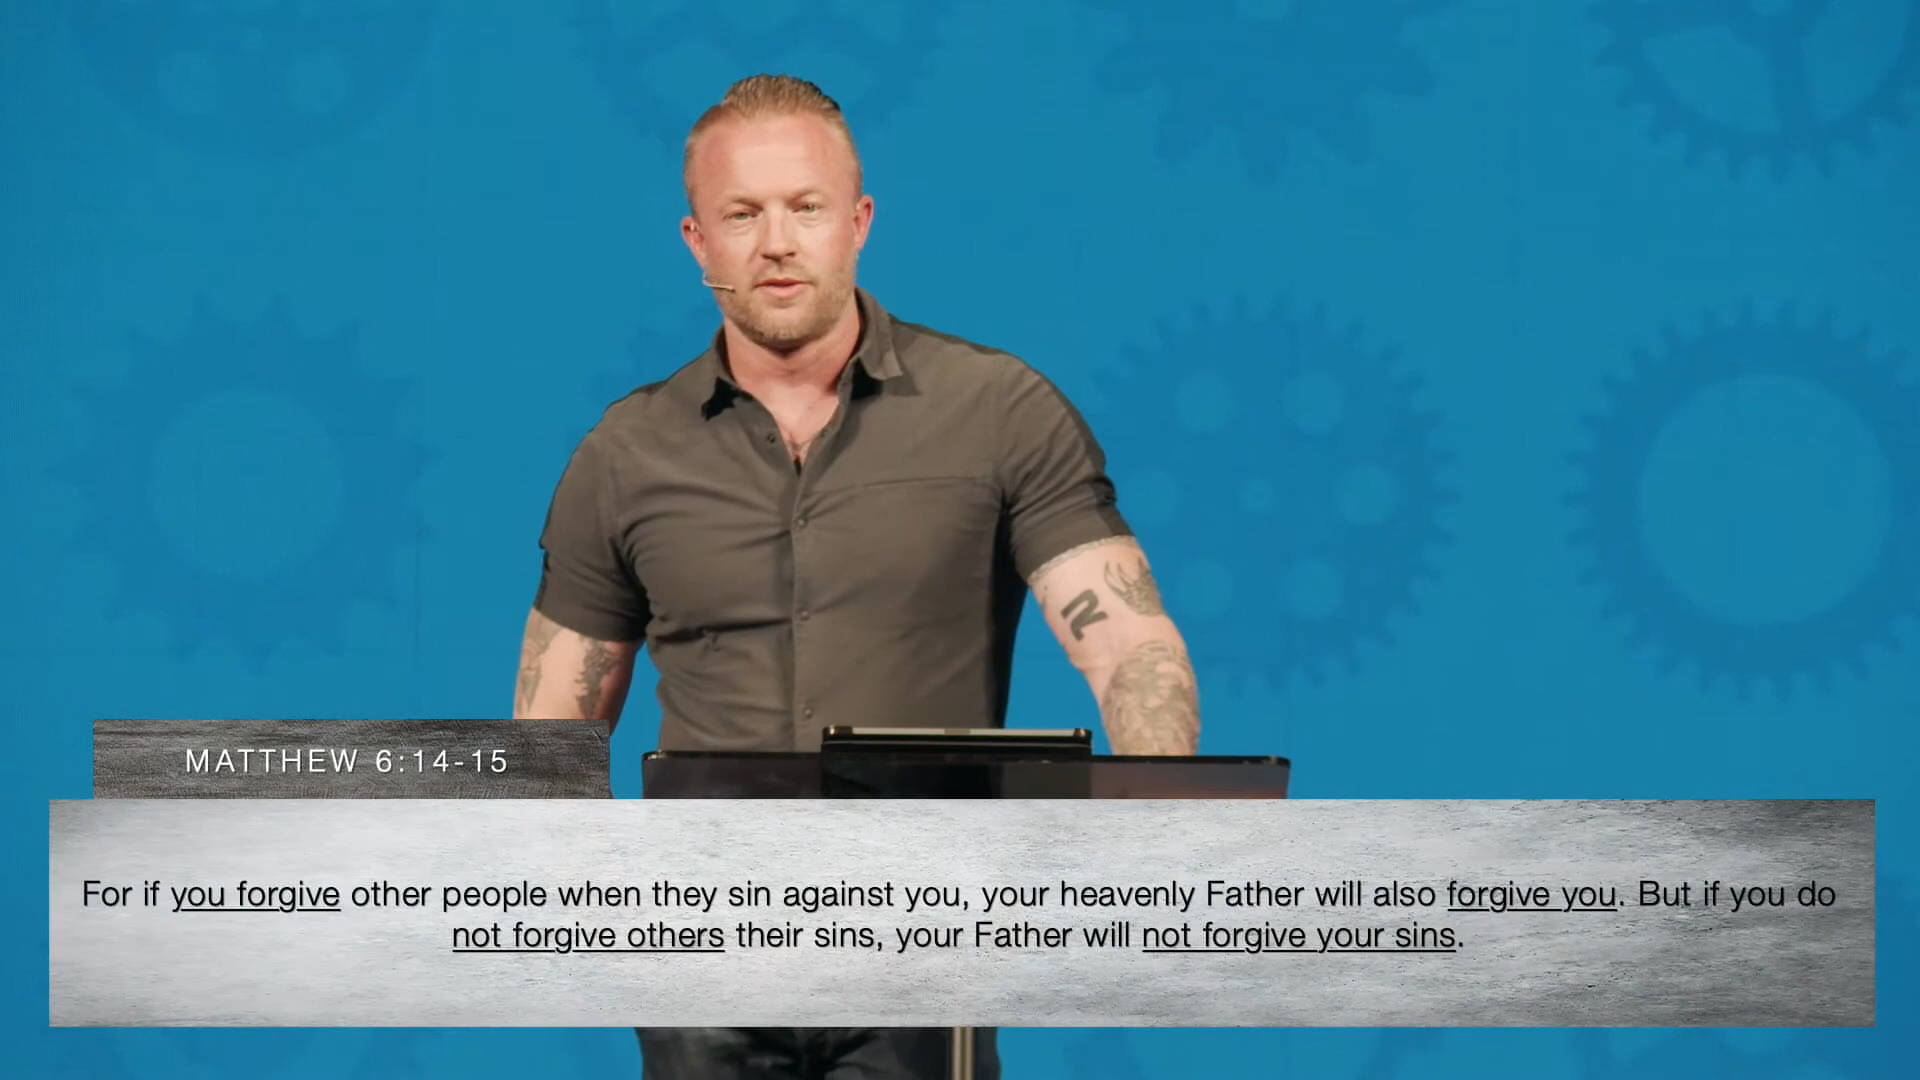 MATTHEW 6:14-15
For if you forgive other people when they sin against you, your heavenly Father will also forgive you. But if you do
not forgive others their sins, your Father will not forgive your sins.